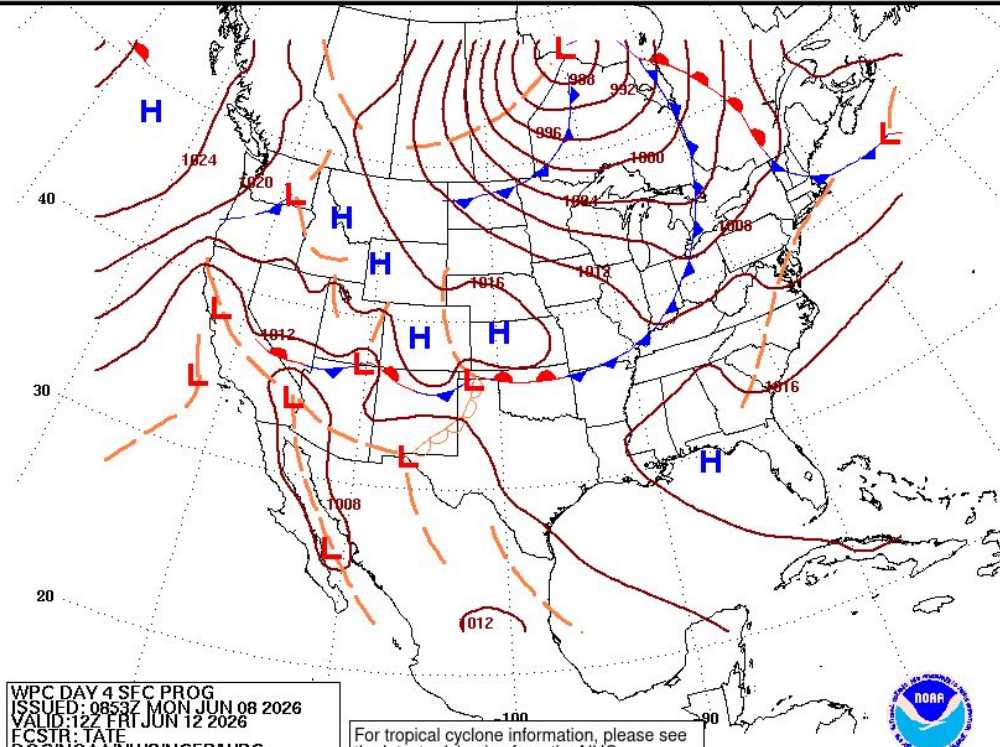 L
988
992
H
996
1024
1000
L
40
1020
L
H
1004
1008
H
1012
1016
L
1012
H
H
L
30
L
L
L
1016
L
L
H
1008
L
20
1012
WPC DAY 4 SFC PROG
ISSUED: 0853Z MON JUN 08 2026
VALID:12Z FRI JUN 12 2026
FCSTR: TATE
-100
-90
For tropical cyclone information, please see
NOAA